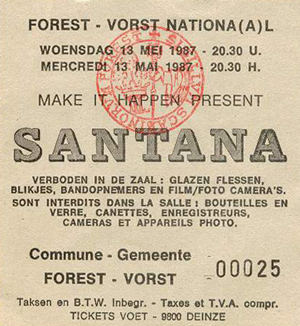 FOREST - VORST NATIONA(A)L
WOENSDAG 13 MEI 1987 - 20.30 U.
MERCREDI 13 MAI 1987 - 20.30 H.
MAKE IT HAPPEN PRESENT
SANTANA
VERBODEN IN DE ZAAL : GLAZEN FLESSEN,
BLIKJES, BANDOPNEMERS EN FILM/FOTO CAMERA'S.
SONT INTERDITS DANS LA SALLE : BOUTEILLES EN
VERRE, CANETTES, ENREGISTREURS,
CAMERAS ET APPAREILS PHOTO.
Commune - Gemeente
FOREST - VORST
00025
Taksen en B.T.W. inbegr. - Taxes et T.V.A. compr.
TICKETS VOET - 9800 DEINZE